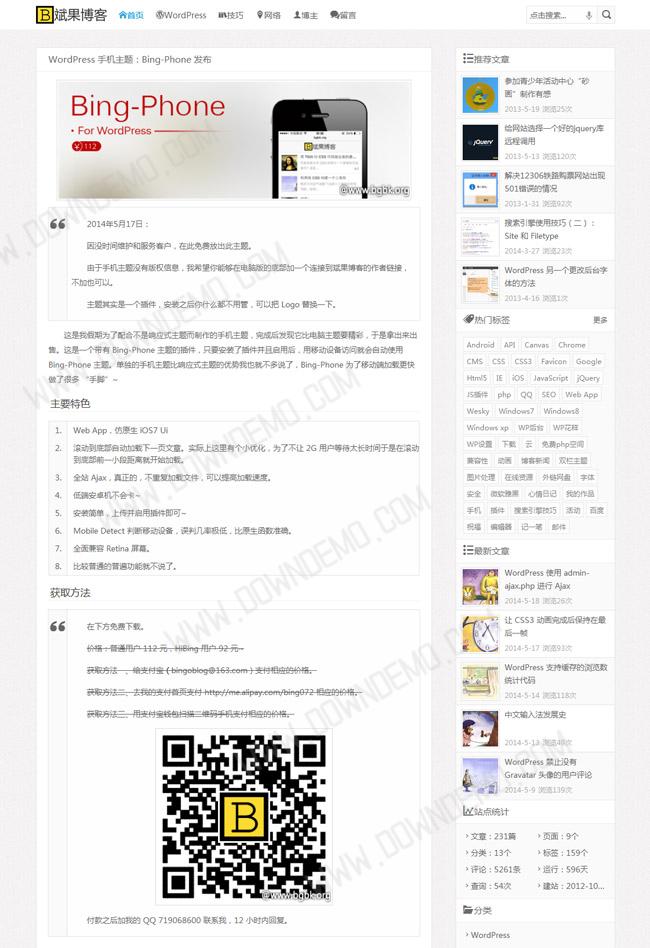 B 斌果博客
首页 WordPress 技巧 网络 博主 留言
点击搜索...
WordPress 手机主题：Bing-Phone 发布
Bing-Phone
• For WordPress
¥ 112
斌果博客
@www.bgbk.org
2014年5月17日：
因没时间维护和服务客户，在此免费放出此主题。
由于手机主题没有版权信息，我希望你能够在电脑版的底部加一个连接到斌果博客的作者链接，
不加也可以。
主题其实是一个插件，安装之后你什么都不用管，可以把 Logo 替换一下。
这是我假期为了配合不是响应式主题而制作的手机主题，完成后发现它比电脑主题要精彩，于是拿出来出
售。这是一个带有 Bing-Phone 主题的插件，只要安装了插件并且启用后，用移动设备访问就会自动使用
Bing-Phone 主题。单独的手机主题比响应式主题的优势我也就不多说了，Bing-Phone 为了移动端加载更快
做了很多 “手脚”~
主要特色
1. Web App，仿原生 iOS7 Ui
2. 滚动到底部自动加载下一页文章。实际上这里有个小优化，为了不让 2G 用户等待太长时间于是在滚动
到底部前一小段距离就开始加载。
3. 全站 Ajax，真正的，不重复加载文件，可以提高加载速度。
4. 低端安卓机不会卡~
5. 安装简单，上传并启用插件即可~
6. Mobile Detect 判断移动设备，误判几率极低，比原生函数准确。
7. 全面兼容 Retina 屏幕。
8. 比较普通的普遍功能就不说了。
获取方法
在下方免费下载。
价格：普通用户 112 元，HiBing 用户 92 元~
获取方法一、给支付宝 ( bingoblog@163.com ) 支付相应的价格。
获取方法二、去我的支付首页支付 http://me.alipay.com/bing072 相应的价格。
获取方法三、用支付宝钱包扫描二维码手机支付相应的价格。
B
@www.bgbk.org
付款之后加我的 QQ 719068600 联系我，12 小时内回复。
推荐文章
参加青少年活动中心“砂
画”制作有感
2013-5-19 浏览25次
给网站选择一个好的jquery库
远程调用
2013-5-13 浏览120次
解决12306铁路购票网站出现
501错误的情况
2013-1-31 浏览92次
搜索引擎使用技巧（二）：
Site 和 Filetype
2014-3-27 浏览23次
WordPress 另一个更改后台字
体的方法
2013-4-16 浏览1次
热门标签 更多
Android API Canvas Chrome
CMS CSS CSS3 Favicon Google
Html5 IE iOS JavaScript jQuery
JS插件 php QQ SEO Web App
Wesky Windows7 Windows8
Windows xp WP后台 WP花样
WP设置 下载 云 免费php空间
兼容性 动画 博客新闻 双栏主题
图片处理 在线资源 外链网盘 字体
安全 微软雅黑 心情日记 我的作品
手机 插件 搜索引擎技巧 活动 百度
祝福 编辑器 记一笔 邮件
最新文章
WordPress 使用 admin-
ajax.php 进行 Ajax
2014-5-18 浏览26次
让 CSS3 动画完成后保持在最
后一帧
2014-5-17 浏览93次
WordPress 支持缓存的浏览数
统计代码
2014-5-14 浏览118次
中文输入法发展史
2014-5-13 浏览49次
WordPress 禁止没有
Gravatar 头像的用户评论
2014-5-9 浏览139次
站点统计
文章：231篇 页面：9个
分类：13个 标签：159个
评论：5261条 运行：596天
查询：54次 建站：2012-10...
分类
WordPress
WWW.DOWNDEMO.COM